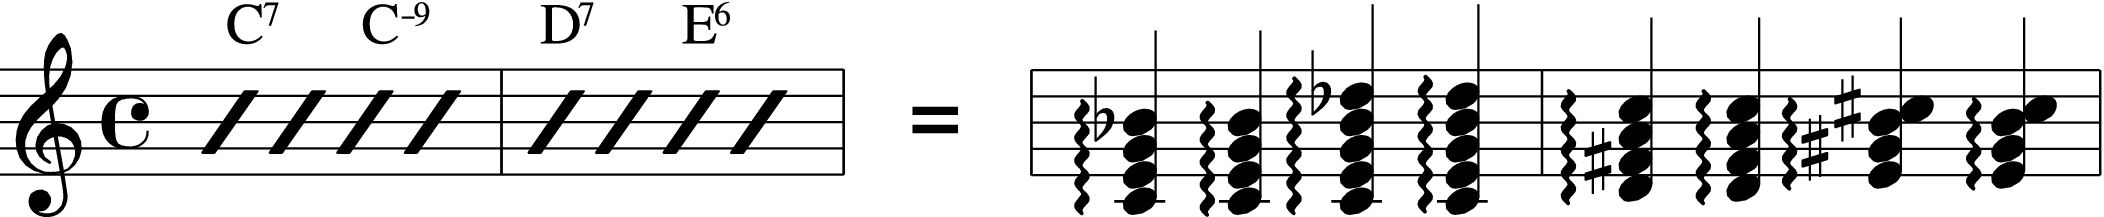 C⁷ C⁻⁹ D⁷ E⁶
=